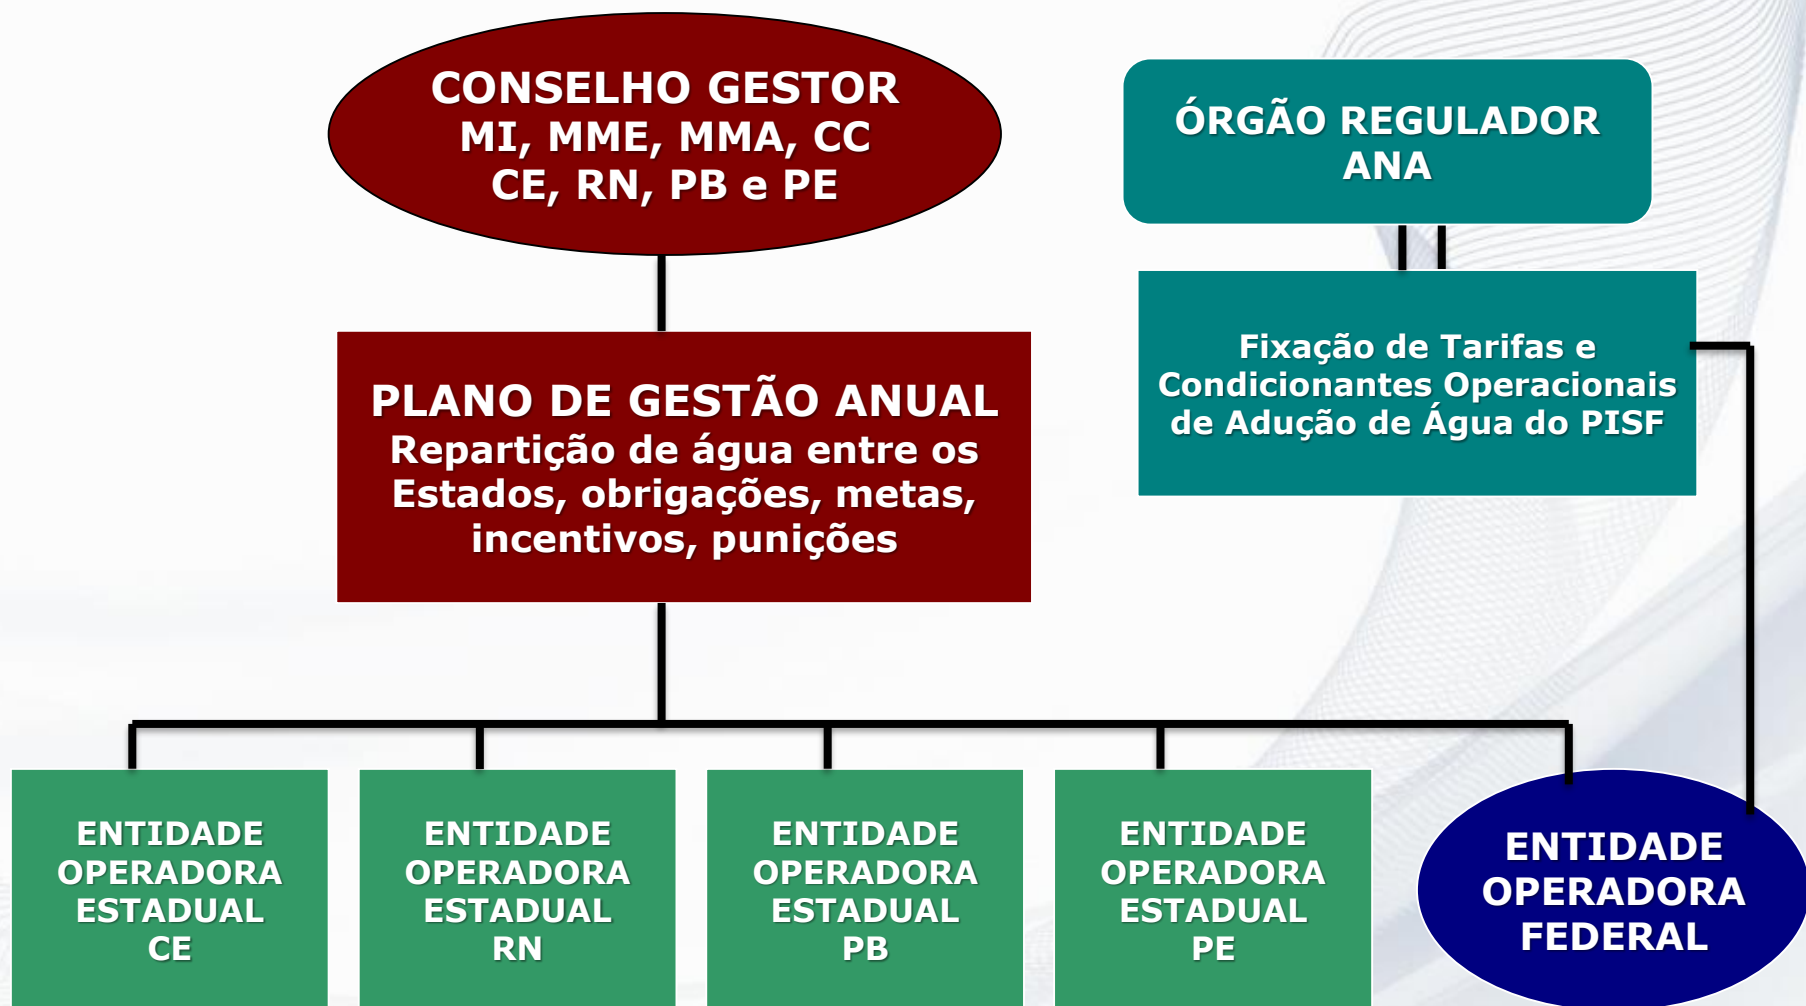 CONSELHO GESTOR
MI, MME, MMA, CC
CE, RN, PB e PE
ÓRGÃO REGULADOR
ANA
PLANO DE GESTÃO ANUAL
Repartição de água entre os
Estados, obrigações, metas,
incentivos, punições
Fixação de Tarifas e
Condicionantes Operacionais
de Adução de Água do PISF
ENTIDADE
OPERADORA
ESTADUAL
CE
ENTIDADE
OPERADORA
ESTADUAL
RN
ENTIDADE
OPERADORA
ESTADUAL
PB
ENTIDADE
OPERADORA
ESTADUAL
PE
ENTIDADE
OPERADORA
FEDERAL